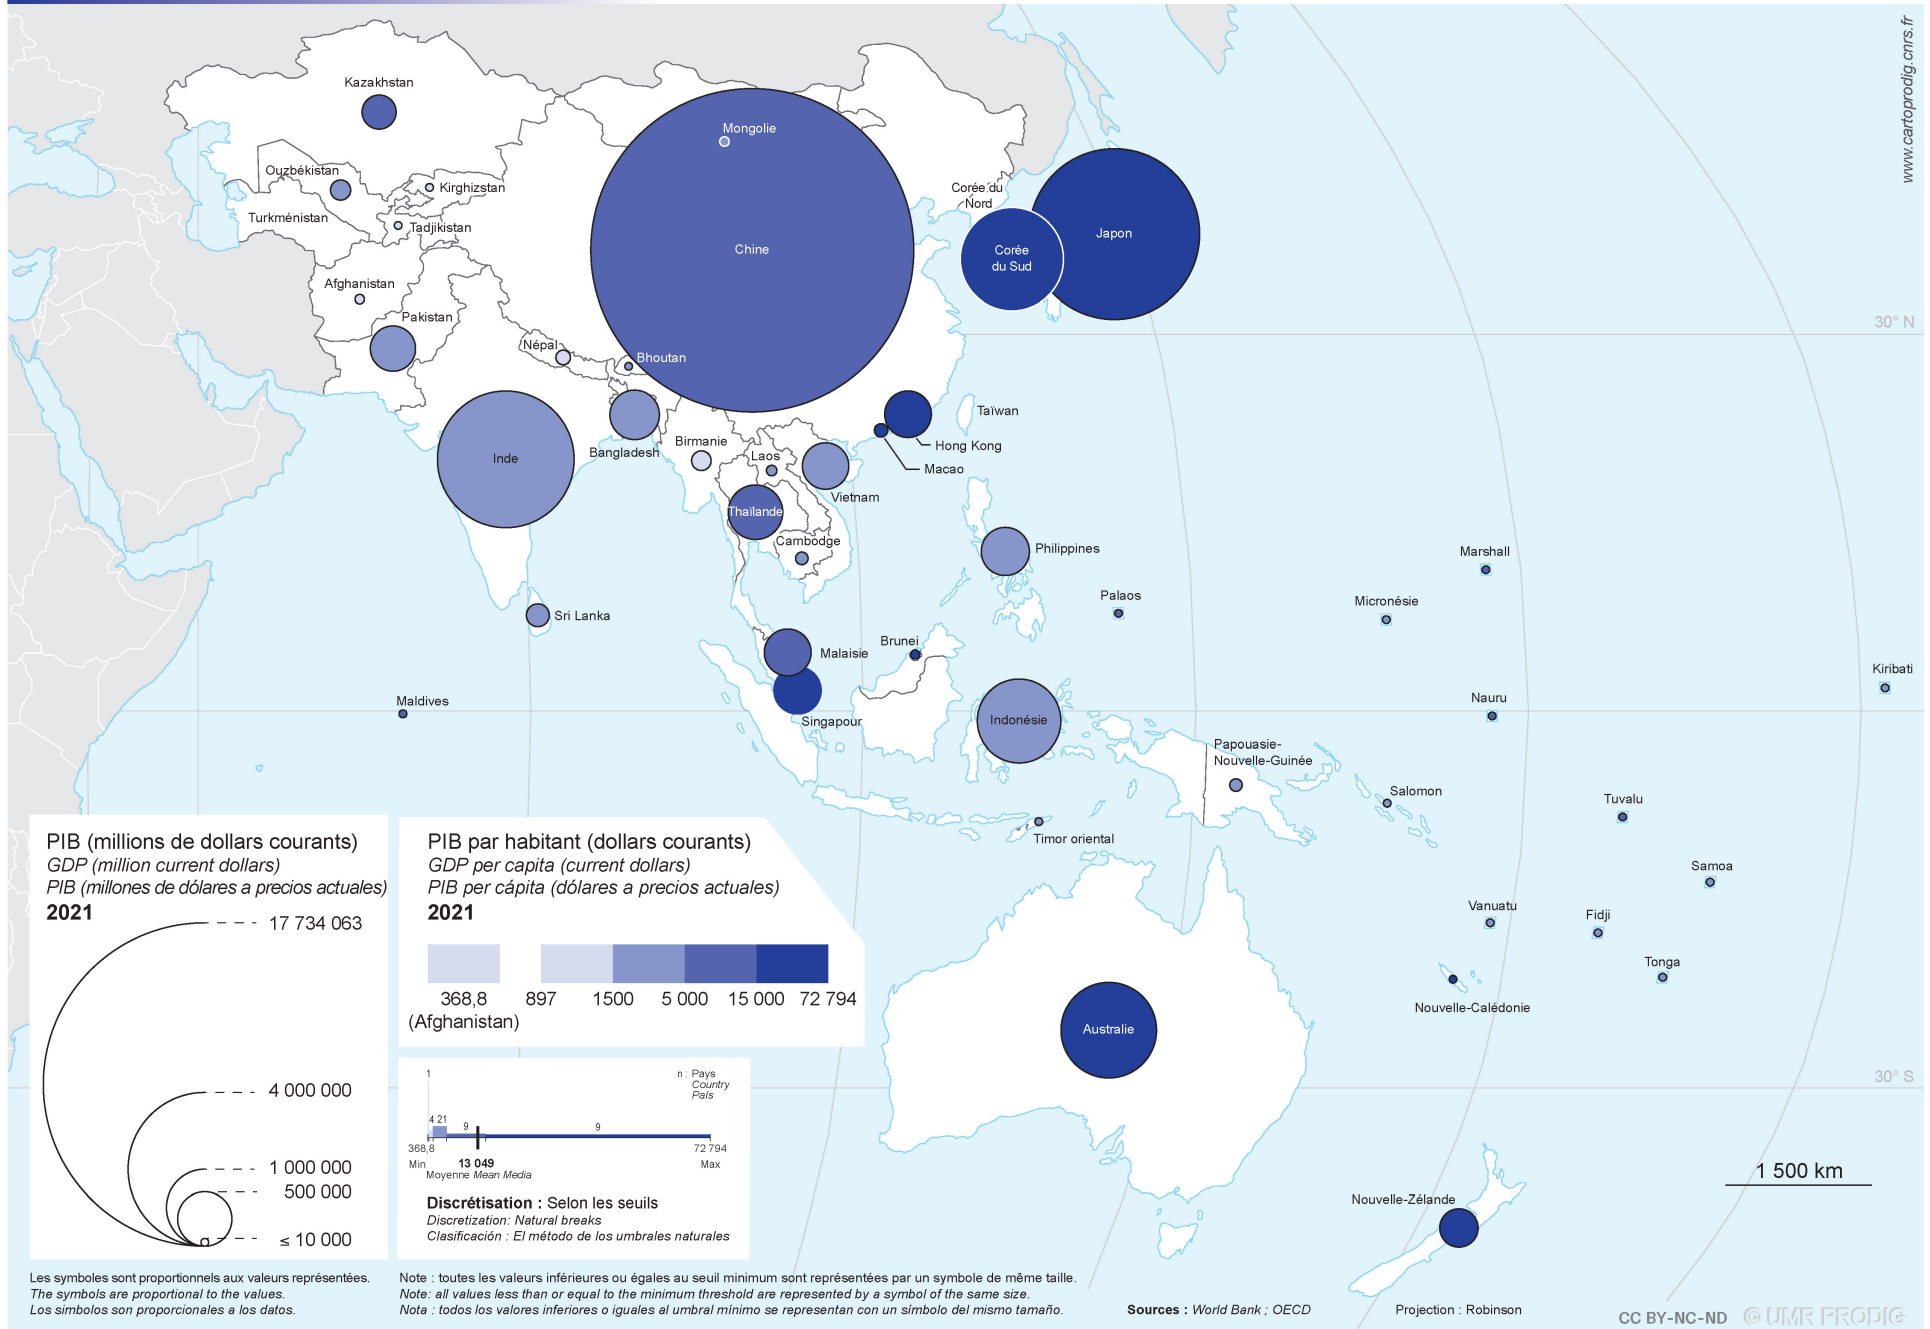 www.cartoprodig.cnrs.fr
Kazakhstan
Mongolie
Ouzbékistan
Kirghizstan
Turkménistan
Tadjikistan
Corée du
Nord
Chine
Corée
du Sud
Japon
Afghanistan
Pakistan
30° N
Népal
Bhoutan
Taïwan
Hong Kong
Macao
Inde
Bangladesh
Birmanie
Laos
Vietnam
Thaïlande
Cambodge
Philippines
Marshall
Palaos
Micronésie
Sri Lanka
Brunei
Malaisie
Kiribati
Maldives
Singapour
Indonésie
Nauru
Papouasie-
Nouvelle-Guinée
Salomon
Tuvalu
Timor oriental
Samoa
Vanuatu
Fidji
Tonga
Nouvelle-Calédonie
Australie
30° S
Nouvelle-Zélande
1 500 km
PIB (millions de dollars courants)
GDP (million current dollars)
PIB (millones de dólares a precios actuales)
2021
17 734 063
4 000 000
1 000 000
500 000
≤ 10 000
PIB par habitant (dollars courants)
GDP per capita (current dollars)
PIB per cápita (dólares a precios actuales)
2021
368,8 897 1500 5 000 15 000 72 794
(Afghanistan)
1
n : Pays
Country
País
4 21 9 9
368,8 72 794
Min 13 049 Max
Moyenne Mean Media
Discrétisation : Selon les seuils
Discretization: Natural breaks
Clasificación : El método de los umbrales naturales
Les symboles sont proportionnels aux valeurs représentées.
The symbols are proportional to the values.
Los simbolos son proporcionales a los datos.
Note : toutes les valeurs inférieures ou égales au seuil minimum sont représentées par un symbole de même taille.
Note: all values less than or equal to the minimum threshold are represented by a symbol of the same size.
Nota : todos los valores inferiores o iguales al umbral mínimo se representan con un símbolo del mismo tamaño.
Sources : World Bank ; OECD
Projection : Robinson
CC BY-NC-ND © UMR PRODIG